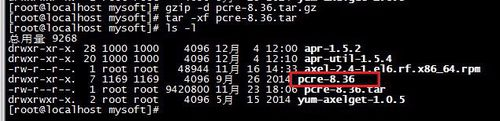 [root@localhost mysoft]# gzip -d pcre-8.36.tar.gz
[root@localhost mysoft]# tar -xf pcre-8.36.tar
[root@localhost mysoft]# ls -l
总用量 9268
drwxr-xr-x. 28 1000 1000 4096 12月 4 12:00 apr-1.5.2
drwxr-xr-x. 20 1000 1000 4096 12月 4 12:10 apr-util-1.5.4
-rw-r--r--. 1 root root 48944 11月 16 14:33 axel-2.4-1.el6.rf.x86_64.rpm
drwxr-xr-x. 7 1169 1169 4096 9月 26 2014 pcre-8.36
-rw-r--r--. 1 root root 9420800 11月 23 18:06 pcre-8.36.tar
drwxrwxr-x. 2 root root 4096 5月 15 2014 yum-axelget-1.0.5
[root@localhost mysoft]#